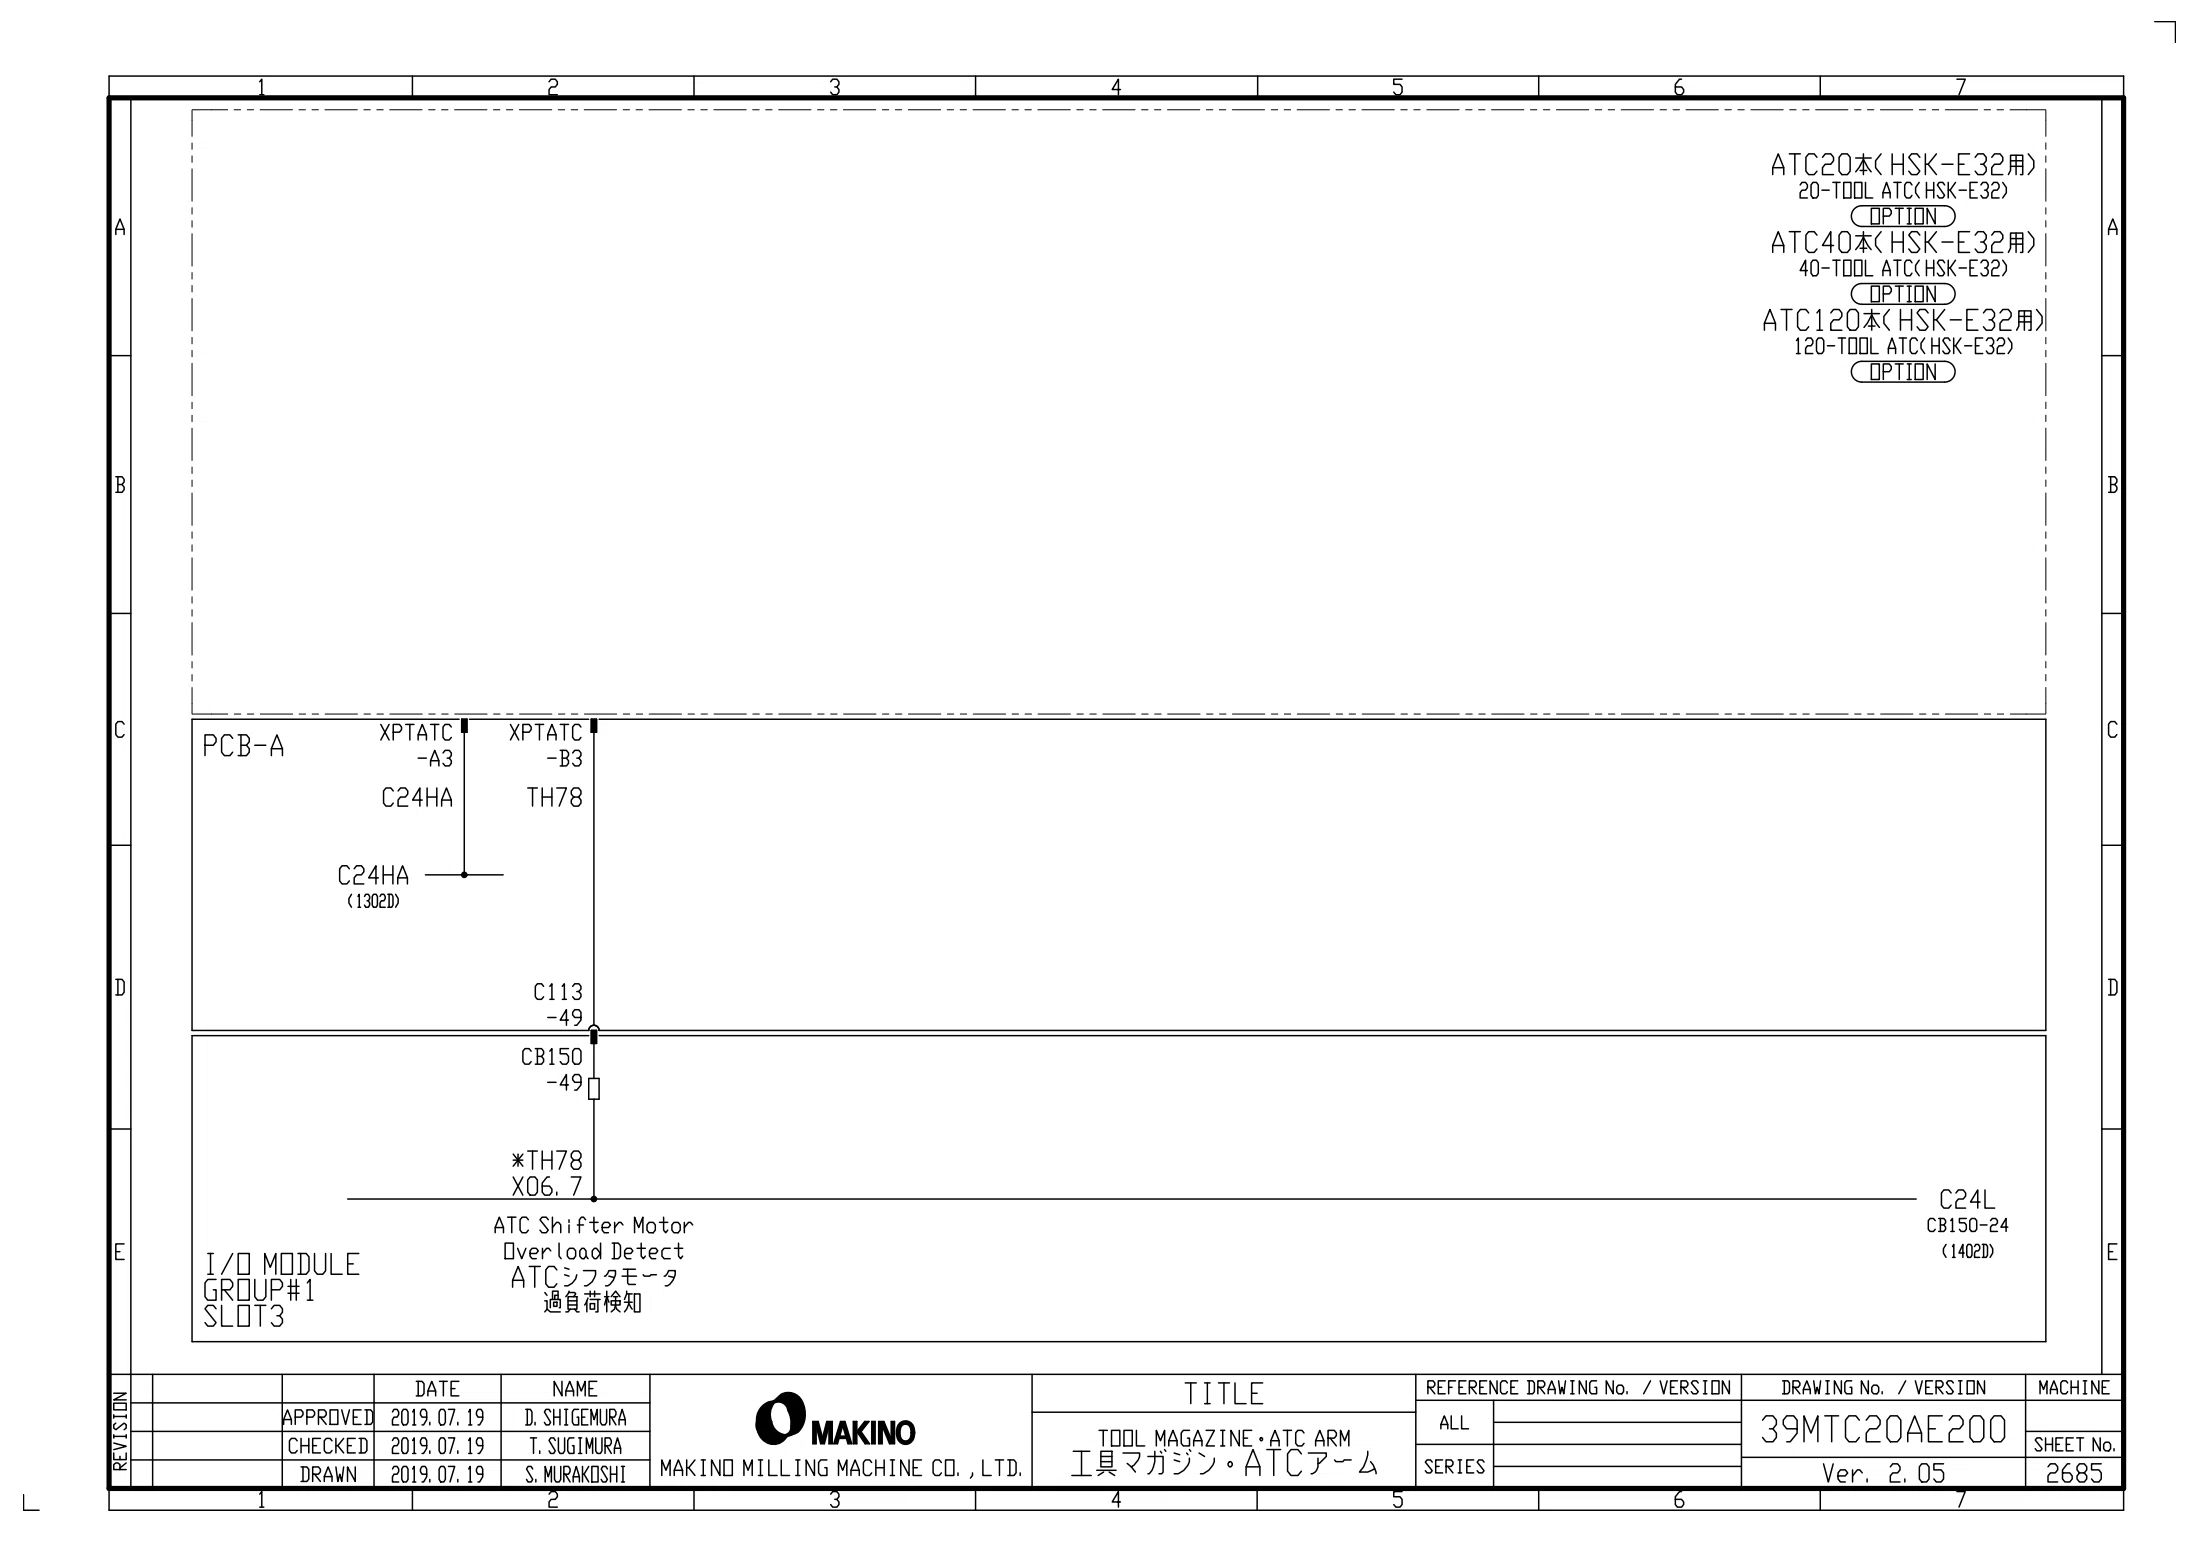 1 2 3 4 5 6 7
ATC20本(HSK-E32用)
20-TOOL ATC(HSK-E32)
OPTION
A A
ATC40本(HSK-E32用)
40-TOOL ATC(HSK-E32)
OPTION
ATC120本(HSK-E32用)
120-TOOL ATC(HSK-E32)
OPTION
B B
C C
PCB-A
XPTATC
-A3
C24HA
XPTATC
-B3
TH78
C24HA
(1302D)
D D
C113
-49
CB150
-49
*TH78
X06.7
C24L
CB150-24
(1402D)
ATC Shifter Motor
Overload Detect
ATCシフタモータ
過負荷検知
E E
I/O MODULE
GROUP#1
SLOT3
REVISION
DATE NAME
APPROVED 2019.07.19 D. SHIGEMURA
CHECKED 2019.07.19 T. SUGIMURA
DRAWN 2019.07.19 S. MURAKOSHI
MAKINO
MAKINO MILLING MACHINE CO.,LTD.
TITLE
TOOL MAGAZINE・ATC ARM
工具マガジン・ATCアーム
REFERENCE DRAWING No. / VERSION
ALL
SERIES
DRAWING No. / VERSION
39MTC20AE200
Ver. 2.05
MACHINE
SHEET No.
2685
1 2 3 4 5 6 7